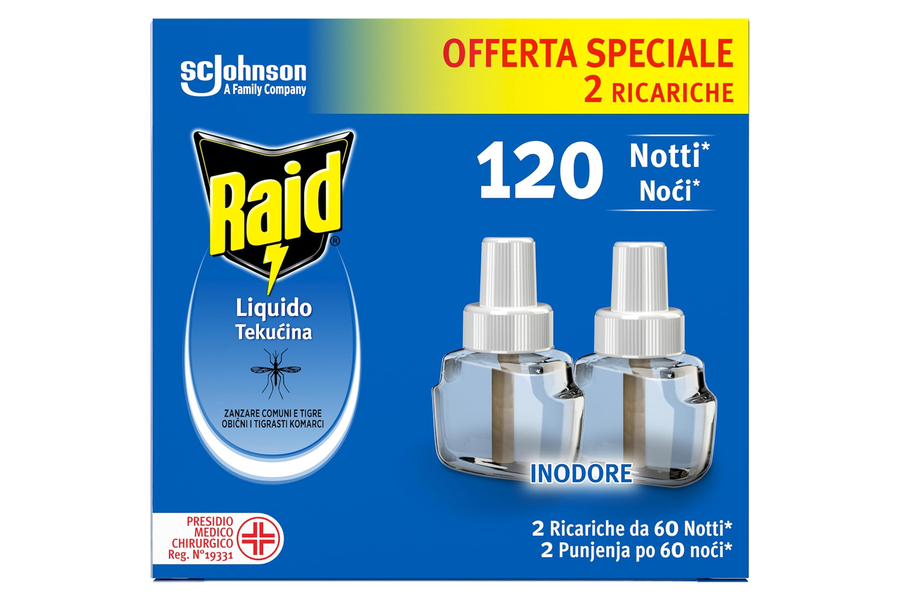 SC Johnson
A Family Company
OFFERTA SPECIALE
2 RICARICHE
120
Notti*
Noći*
Raid®
Liquido
Tekućina
ZANZARE COMUNI E TIGRE
OBIČNI I TIGRASTI KOMARCI
INODORE
PRESIDIO
MEDICO
CHIRURGICO
Reg. N°19331
2 Ricariche da 60 Notti*
2 Punjenja po 60 noći*